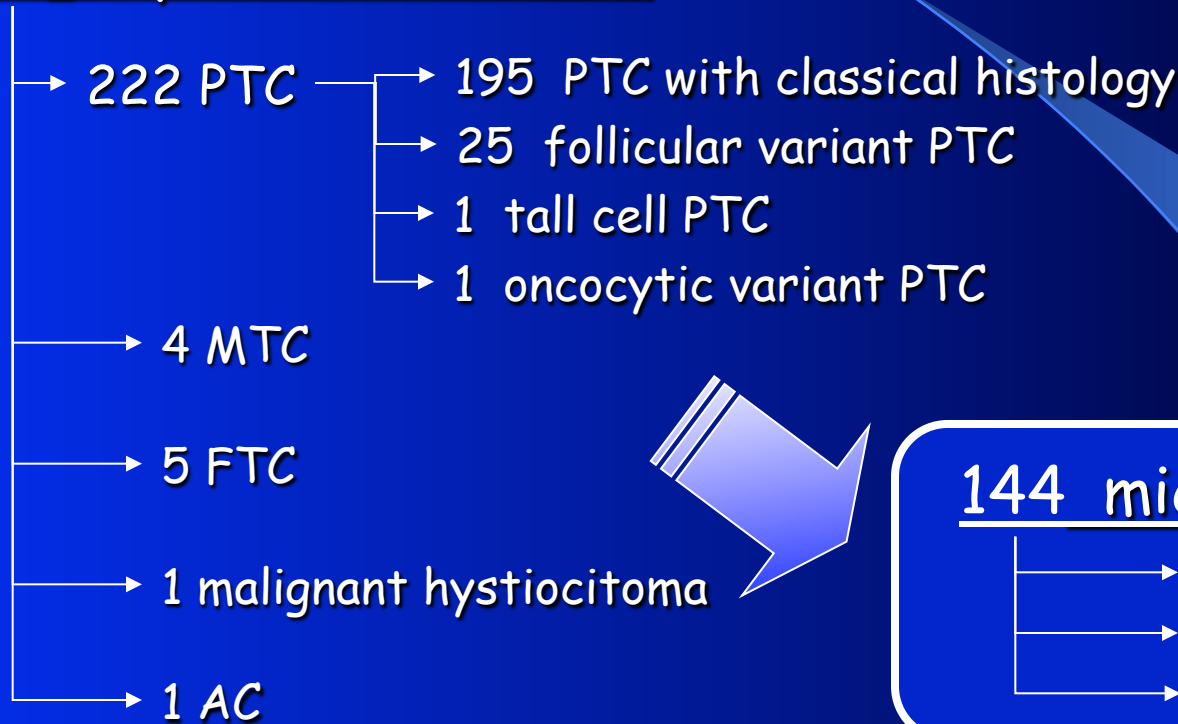 222 PTC
195 PTC with classical histology
25 follicular variant PTC
1 tall cell PTC
1 oncocytic variant PTC
4 MTC
5 FTC
1 malignant hystiocitoma
1 AC
144